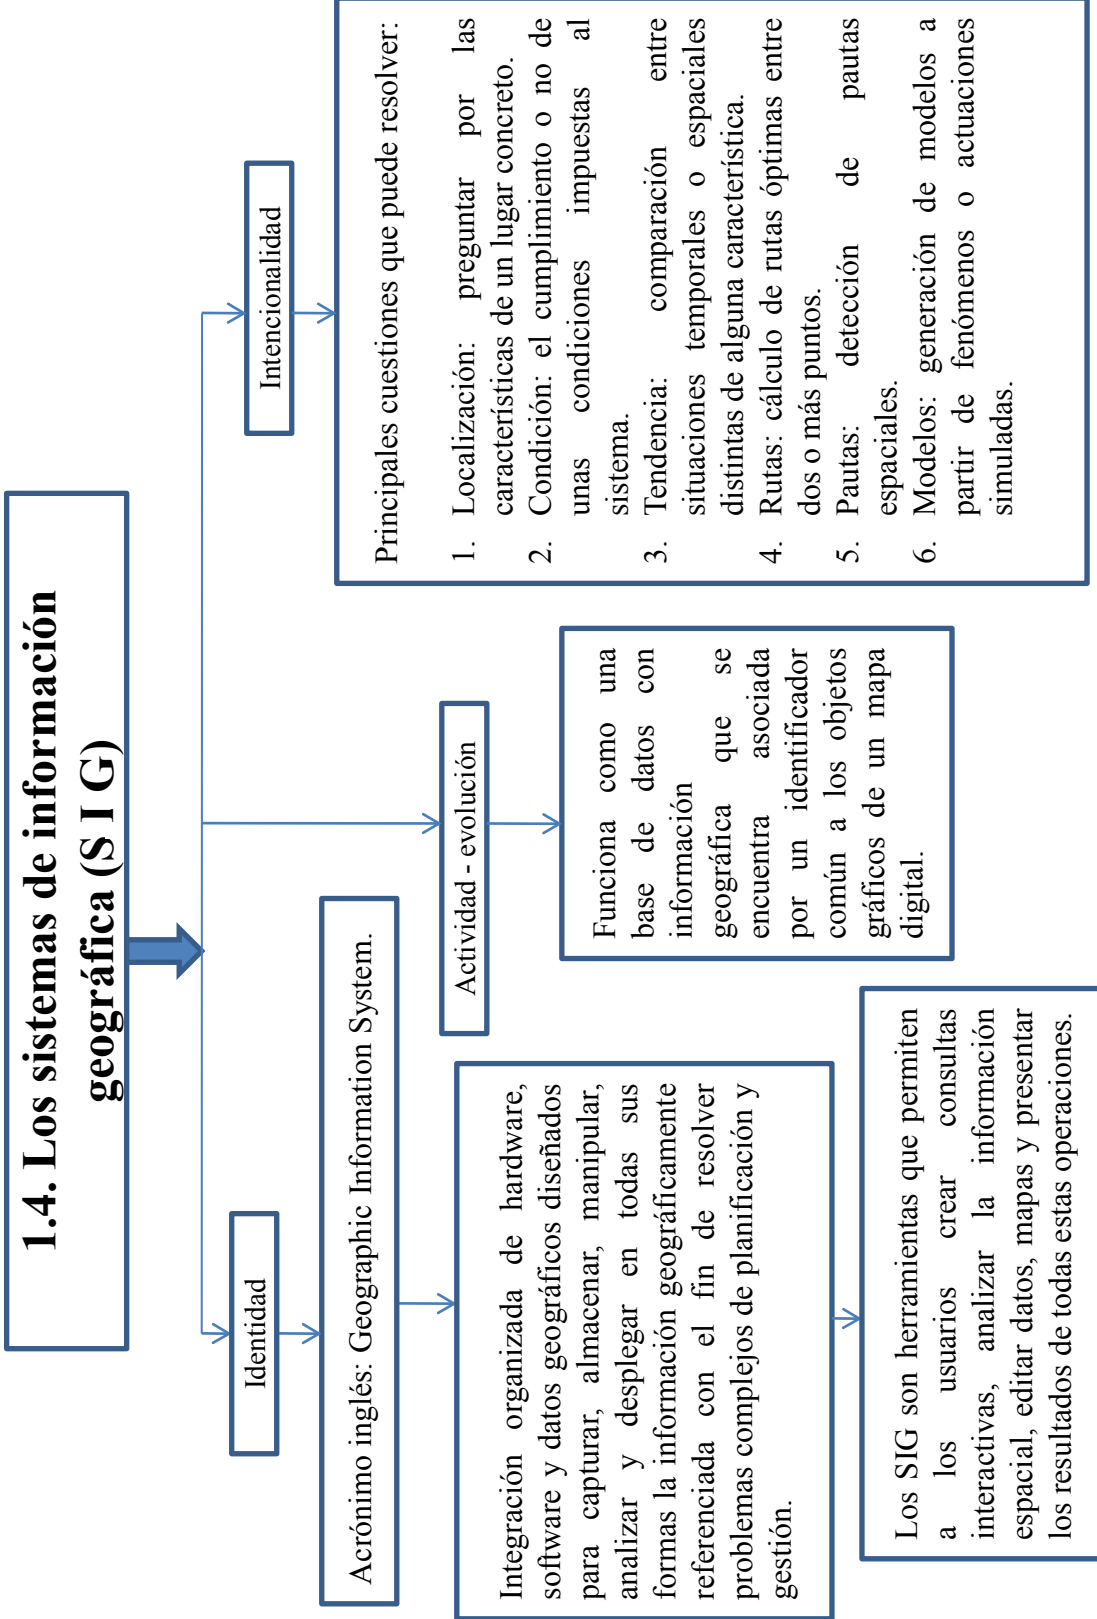 1.4. Los sistemas de información
geográfica (S I G)
Identidad
Acrónimo inglés: Geographic Information System.
Integración organizada de hardware,
software y datos geográficos diseñados
para capturar, almacenar, manipular,
analizar y desplegar en todas sus
formas la información geográficamente
referenciada con el fin de resolver
problemas complejos de planificación y
gestión.
Los SIG son herramientas que permiten
a los usuarios crear consultas
interactivas, analizar la información
espacial, editar datos, mapas y presentar
los resultados de todas estas operaciones.
Actividad - evolución
Funciona como una
base de datos con
información
geográfica que se
encuentra asociada
por un identificador
común a los objetos
gráficos de un mapa
digital.
Intencionalidad
Principales cuestiones que puede resolver:
1. Localización: preguntar por las
características de un lugar concreto.
2. Condición: el cumplimiento o no de
unas condiciones impuestas al
sistema.
3. Tendencia: comparación entre
situaciones temporales o espaciales
distintas de alguna característica.
4. Rutas: cálculo de rutas óptimas entre
dos o más puntos.
5. Pautas: detección de pautas
espaciales.
6. Modelos: generación de modelos a
partir de fenómenos o actuaciones
simuladas.